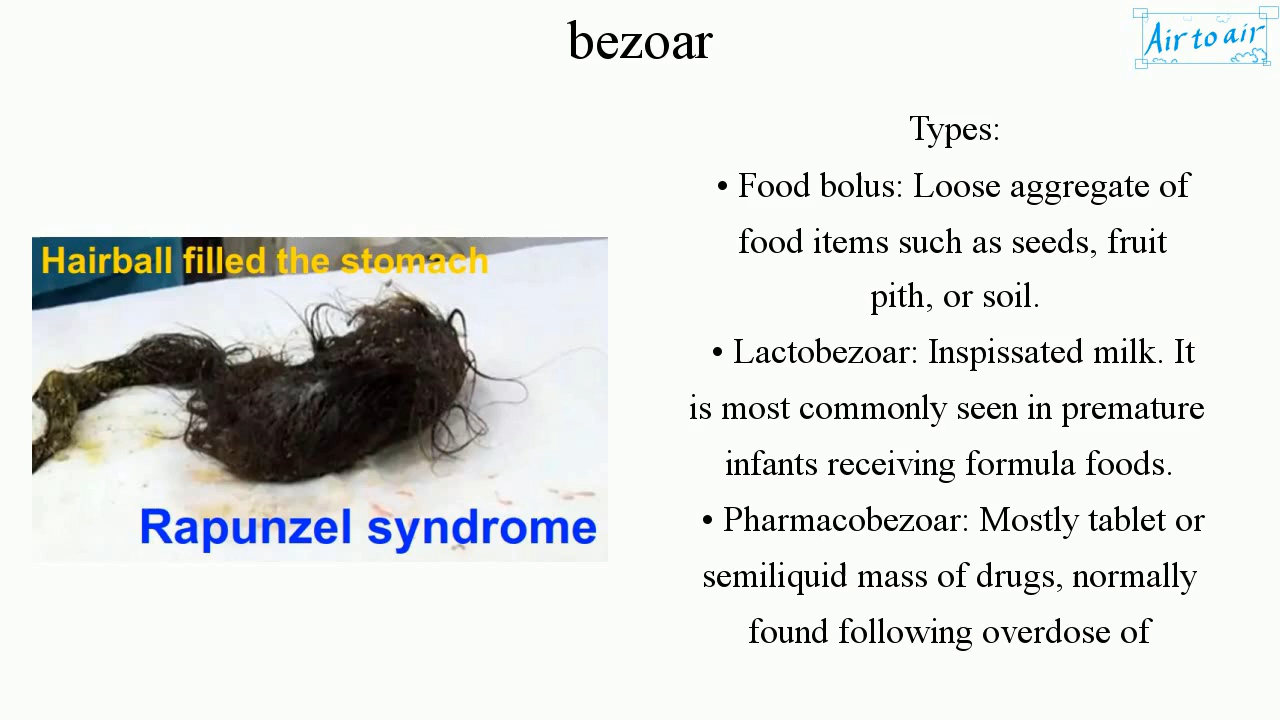 bezoar
Air to air
Types:
• Food bolus: Loose aggregate of
food items such as seeds, fruit
pith, or soil.
• Lactobezoar: Inspissated milk. It
is most commonly seen in premature
infants receiving formula foods.
• Pharmacobezoar: Mostly tablet or
semiliquid mass of drugs, normally
found following overdose of
Hairball filled the stomach
Rapunzel syndrome